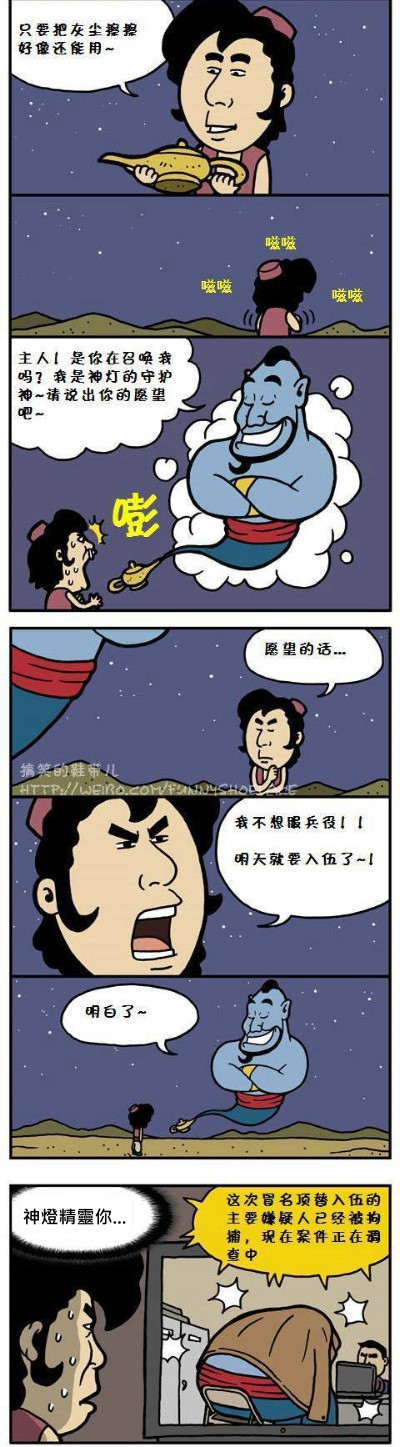 只要把灰尘擦擦
好像还能用~
嗞嗞
嗞嗞
嗞嗞
主人！是你在召唤我
吗？我是神灯的守护
神~请说出你的愿望
吧~
嘭
愿望的话...
搞笑的鞋带儿
我不想服兵役！！
明天就要入伍了~！
明白了~
神燈精靈你...
这次冒名顶替入伍的
主要嫌疑人已经被拘
捕，现在案件正在调
查中